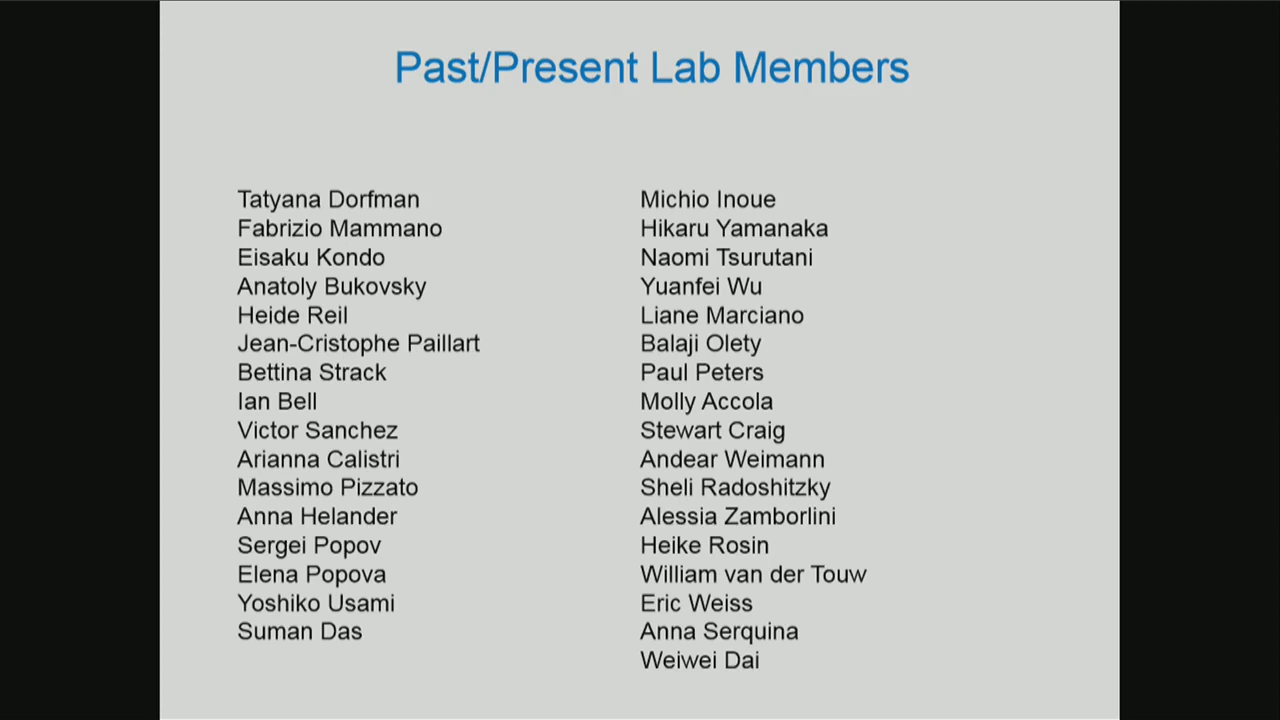 Past/Present Lab Members
Tatyana Dorfman
Fabrizio Mammano
Eisaku Kondo
Anatoly Bukovsky
Heide Reil
Jean-Cristophe Paillart
Bettina Strack
Ian Bell
Victor Sanchez
Arianna Calistri
Massimo Pizzato
Anna Helander
Sergei Popov
Elena Popova
Yoshiko Usami
Suman Das
Michio Inoue
Hikaru Yamanaka
Naomi Tsurutani
Yuanfei Wu
Liane Marciano
Balaji Olety
Paul Peters
Molly Accola
Stewart Craig
Andear Weimann
Sheli Radoshitzky
Alessia Zamborlini
Heike Rosin
William van der Touw
Eric Weiss
Anna Serquina
Weiwei Dai